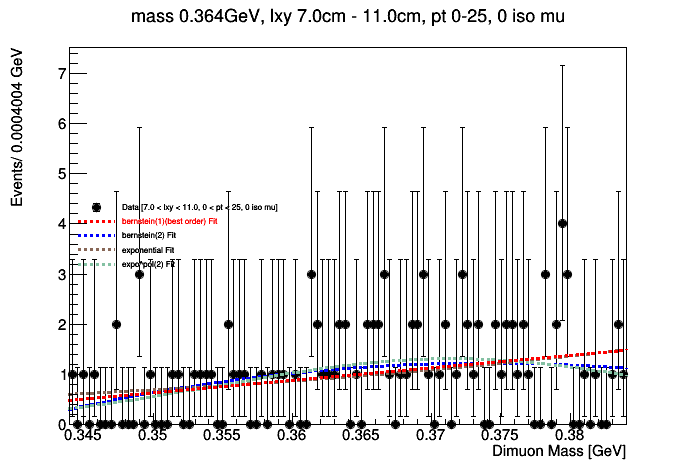 mass 0.364GeV, lxy 7.0cm - 11.0cm, pt 0-25, 0 iso mu
Events/ 0.0004004 GeV
7
6
5
4
3
2
1
0
Data [7.0 < lxy < 11.0, 0 < pt < 25, 0 iso mu]
bernstein(1)(best order) Fit
bernstein(2) Fit
exponential Fit
expo*pol(2) Fit
0.345 0.35 0.355 0.36 0.365 0.37 0.375 0.38
Dimuon Mass [GeV]